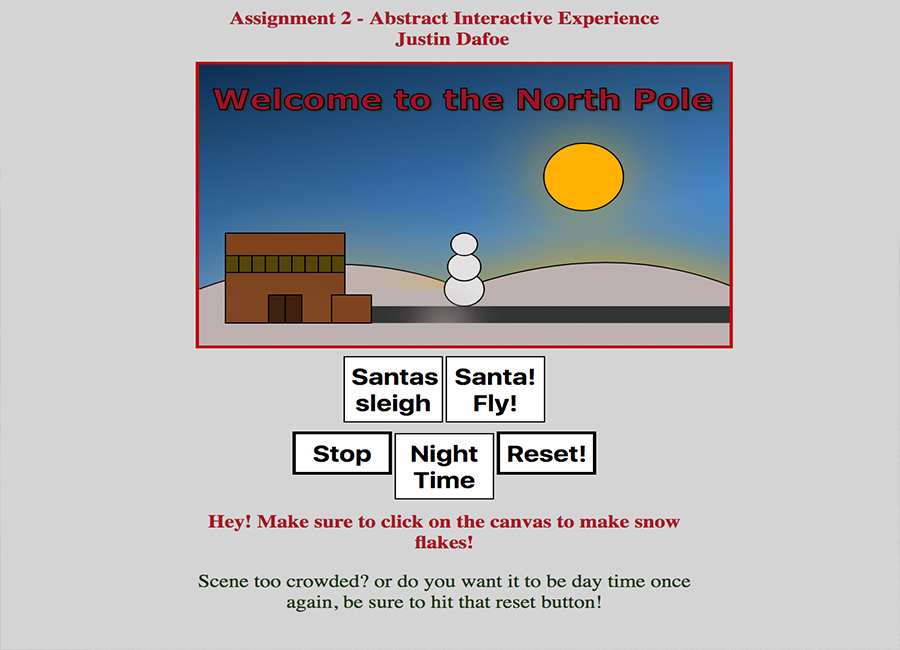 Assignment 2 - Abstract Interactive Experience
Justin Dafoe
Welcome to the North Pole
Santas
sleigh
Santa!
Fly!
Stop
Night
Time
Reset!
Hey! Make sure to click on the canvas to make snow
flakes!
Scene too crowded? or do you want it to be day time once
again, be sure to hit that reset button!